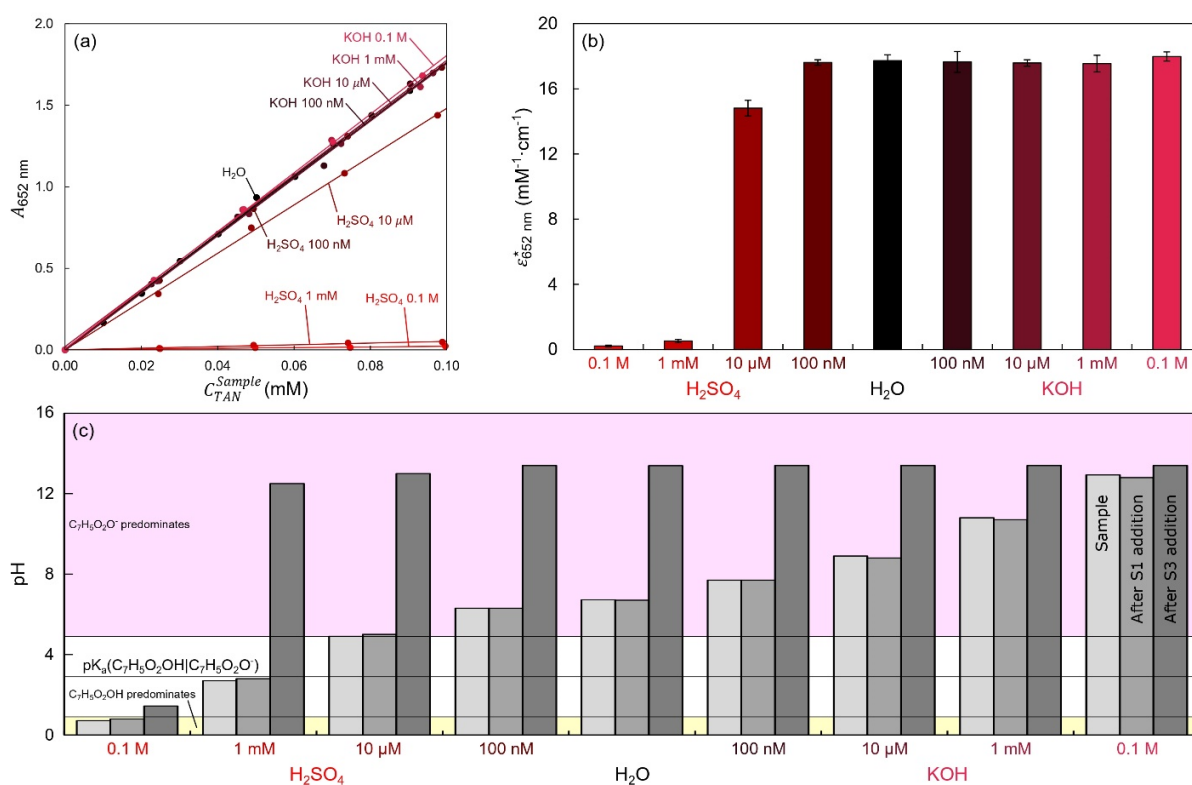 (a)
2.0
1.5
1.0
0.5
0.0
A652 nm
KOH 0.1 M
KOH 1 mM
KOH 10 µM
KOH 100 nM
H2O
H2SO4 10 µM
H2SO4 100 nM
H2SO4 1 mM
H2SO4 0.1 M
0.00 0.02 0.04 0.06 0.08 0.10
C TAN Sample (mM)
(b)
20
16
12
8
4
0
ε*652 nm (mM-1·cm-1)
0.1 M 1 mM 10 µM 100 nM 100 nM 10 µM 1 mM 0.1 M
H2SO4 H2O KOH
(c)
16
12
8
4
0
pH
C7H5O2O- predominates
pKa(C7H5O2OH|C7H5O2O-)
C7H5O2OH predominates
Sample
After S1 addition
After S3 addition
0.1 M 1 mM 10 µM 100 nM 100 nM 10 µM 1 mM 0.1 M
H2SO4 H2O KOH